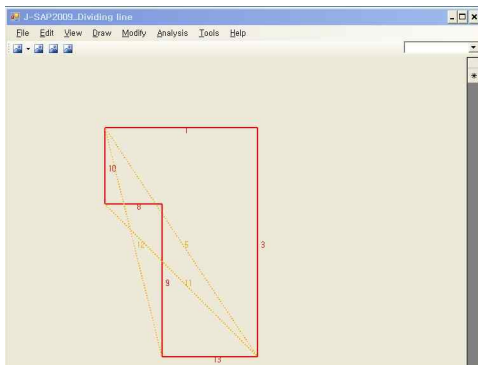 J-SAP2009_Dividing line
File Edit View Draw Modify Analysis Tools Help
1
10
8
12 5 3
9 11
13